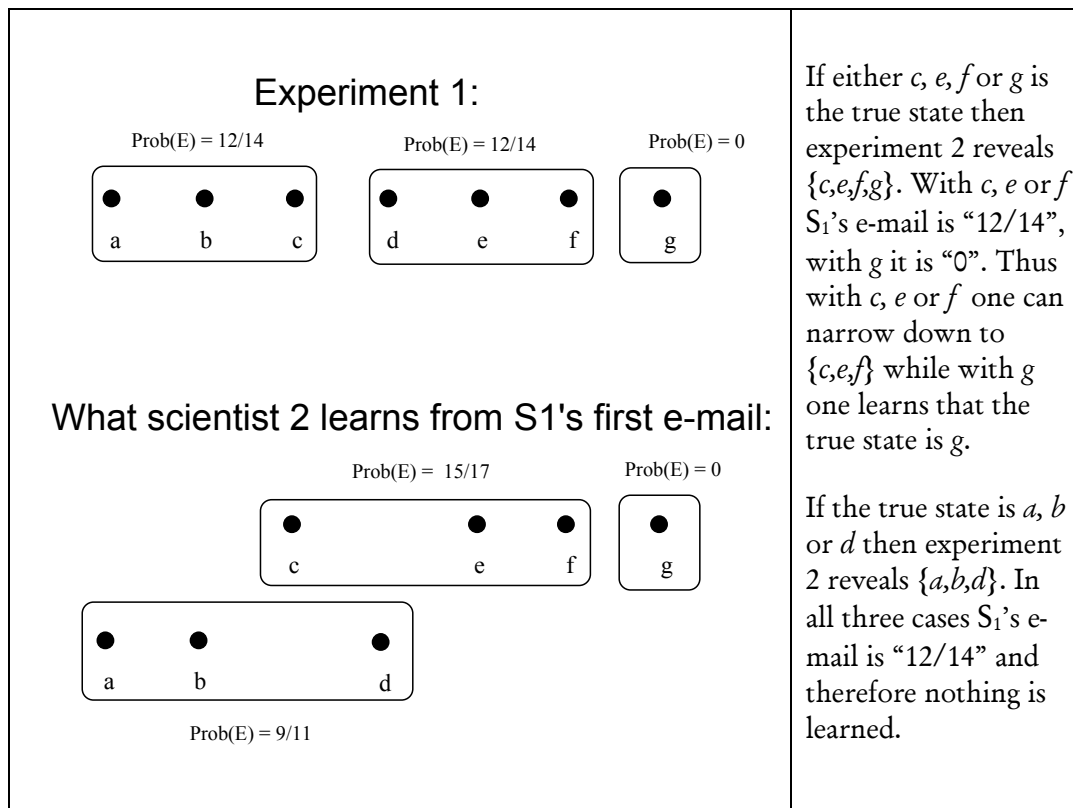 Experiment 1:
Prob(E) = 12/14
Prob(E) = 12/14
Prob(E) = 0
a b c d e f g
What scientist 2 learns from S1's first e-mail:
Prob(E) = 15/17
Prob(E) = 0
c e f g
a b d
Prob(E) = 9/11
If either c, e, f or g is
the true state then
experiment 2 reveals
{c,e,f,g}. With c, e or f
S₁’s e-mail is “12/14”,
with g it is “0”. Thus
with c, e or f one can
narrow down to
{c,e,f} while with g
one learns that the
true state is g.
If the true state is a, b
or d then experiment
2 reveals {a,b,d}. In
all three cases S₁’s e-
mail is “12/14” and
therefore nothing is
learned.